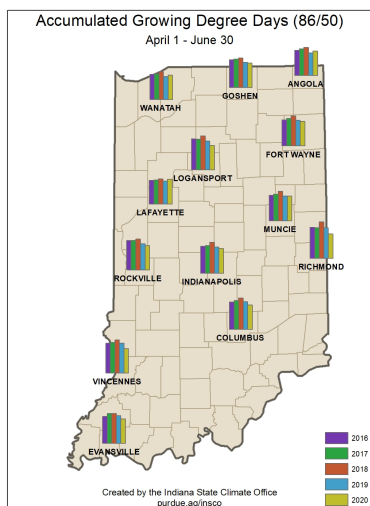 Accumulated Growing Degree Days (86/50)
April 1 - June 30
ANGOLA
GOSHEN
WANATAH
FORT WAYNE
LOGANSPORT
LAFAYETTE
MUNCIE
RICHMOND
ROCKVILLE
INDIANAPOLIS
COLUMBUS
VINCENNES
EVANSVILLE
2016
2017
2018
2019
2020
Created by the Indiana State Climate Office
purdue.ag/insco